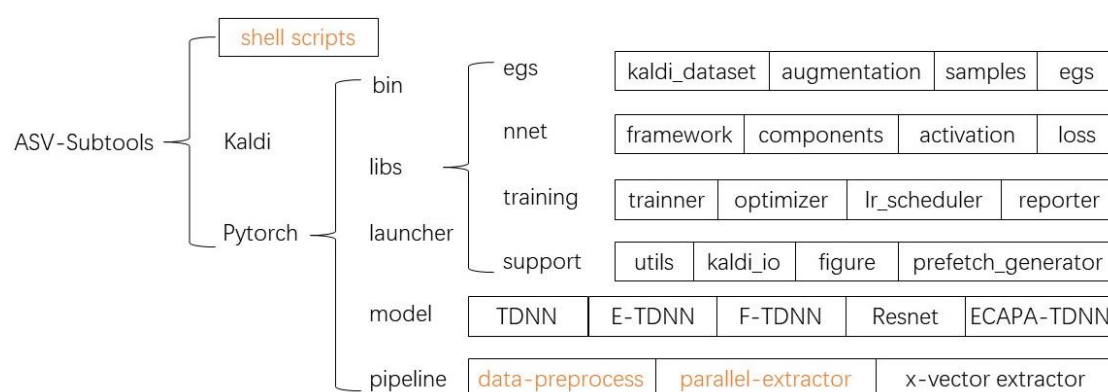 shell scripts
egs kaldi_dataset augmentation samples egs
bin
nnet framework components activation loss
ASV-Subtools Kaldi
libs
training trainner optimizer lr_scheduler reporter
Pytorch launcher
support utils kaldi_io figure prefetch_generator
model TDNN E-TDNN F-TDNN Resnet ECAPA-TDNN
pipeline data-preprocess parallel-extractor x-vector extractor